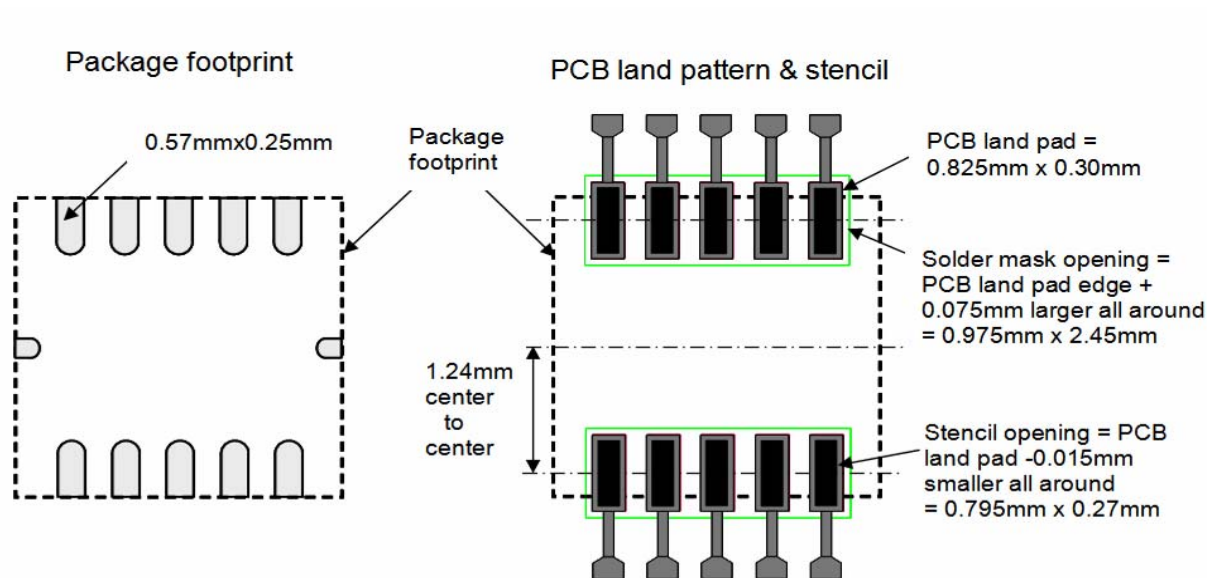 Package footprint
PCB land pattern & stencil
0.57mmx0.25mm
Package
footprint
PCB land pad =
0.825mm x 0.30mm
Solder mask opening =
PCB land pad edge +
0.075mm larger all around
= 0.975mm x 2.45mm
1.24mm
center
to
center
Stencil opening = PCB
land pad -0.015mm
smaller all around
= 0.795mm x 0.27mm